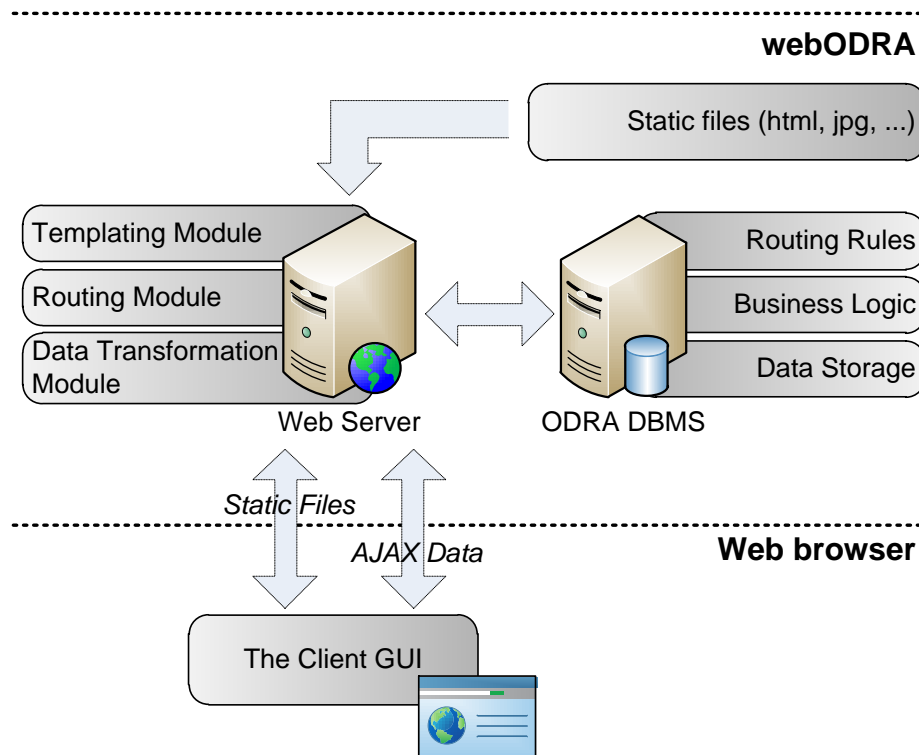 webODRA
Static files (html, jpg, ...)
Templating Module
Routing Module
Data Transformation
Module
Routing Rules
Business Logic
Data Storage
Web Server
ODRA DBMS
Static Files
AJAX Data
Web browser
The Client GUI